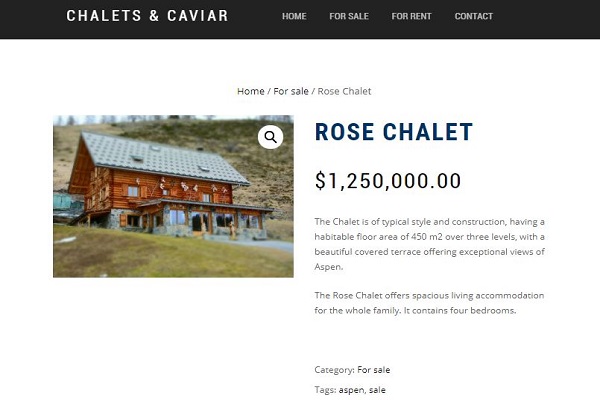 CHALETS & CAVIAR HOME FOR SALE FOR RENT CONTACT
Home / For sale / Rose Chalet
ROSE CHALET
$1,250,000.00
The Chalet is of typical style and construction, having a
habitable floor area of 450 m2 over three levels, with a
beautiful covered terrace offering exceptional views of
Aspen.
The Rose Chalet offers spacious living accommodation
for the whole family. It contains four bedrooms.
Category: For sale
Tags: aspen, sale